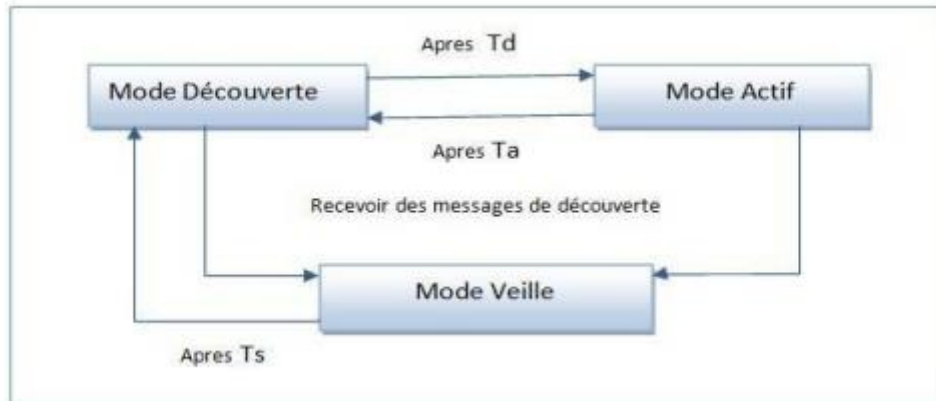 Apres Td
Mode Découverte
Mode Actif
Apres Ta
Recevoir des messages de découverte
Mode Veille
Apres Ts